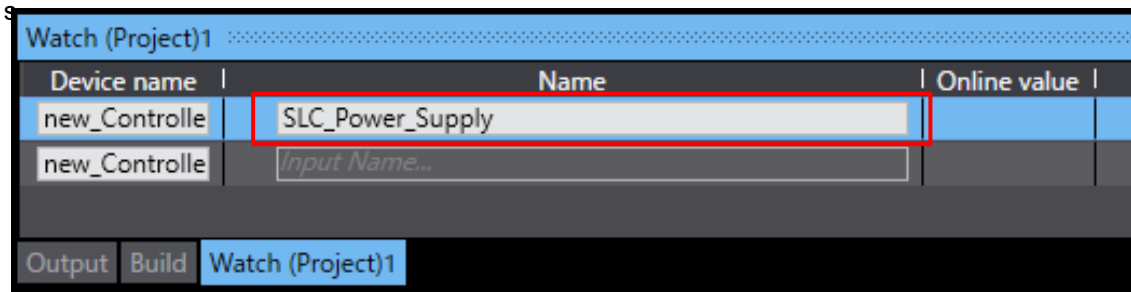 s
Watch (Project)1
Device name Name Online value
new_Controlle SLC_Power_Supply
new_Controlle Input Name...
Output Build Watch (Project)1